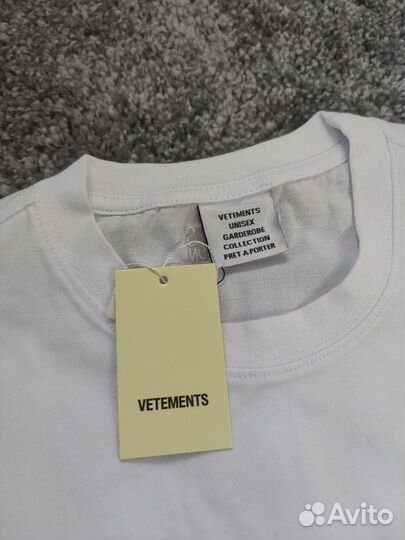 VETEMENTS
UNISEX
GARDEROBE
COLLECTION
PRET-A-PORTER
VETEMENTS
Avito